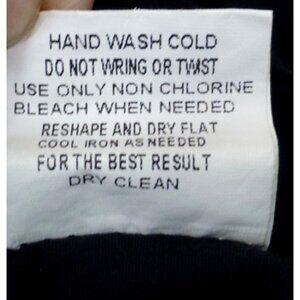 HAND WASH COLD
DO NOT WRING OR TWIST
USE ONLY NON CHLORINE
BLEACH WHEN NEEDED
RESHAPE AND DRY FLAT
COOL IRON AS NEEDED
FOR THE BEST RESULT
DRY CLEAN